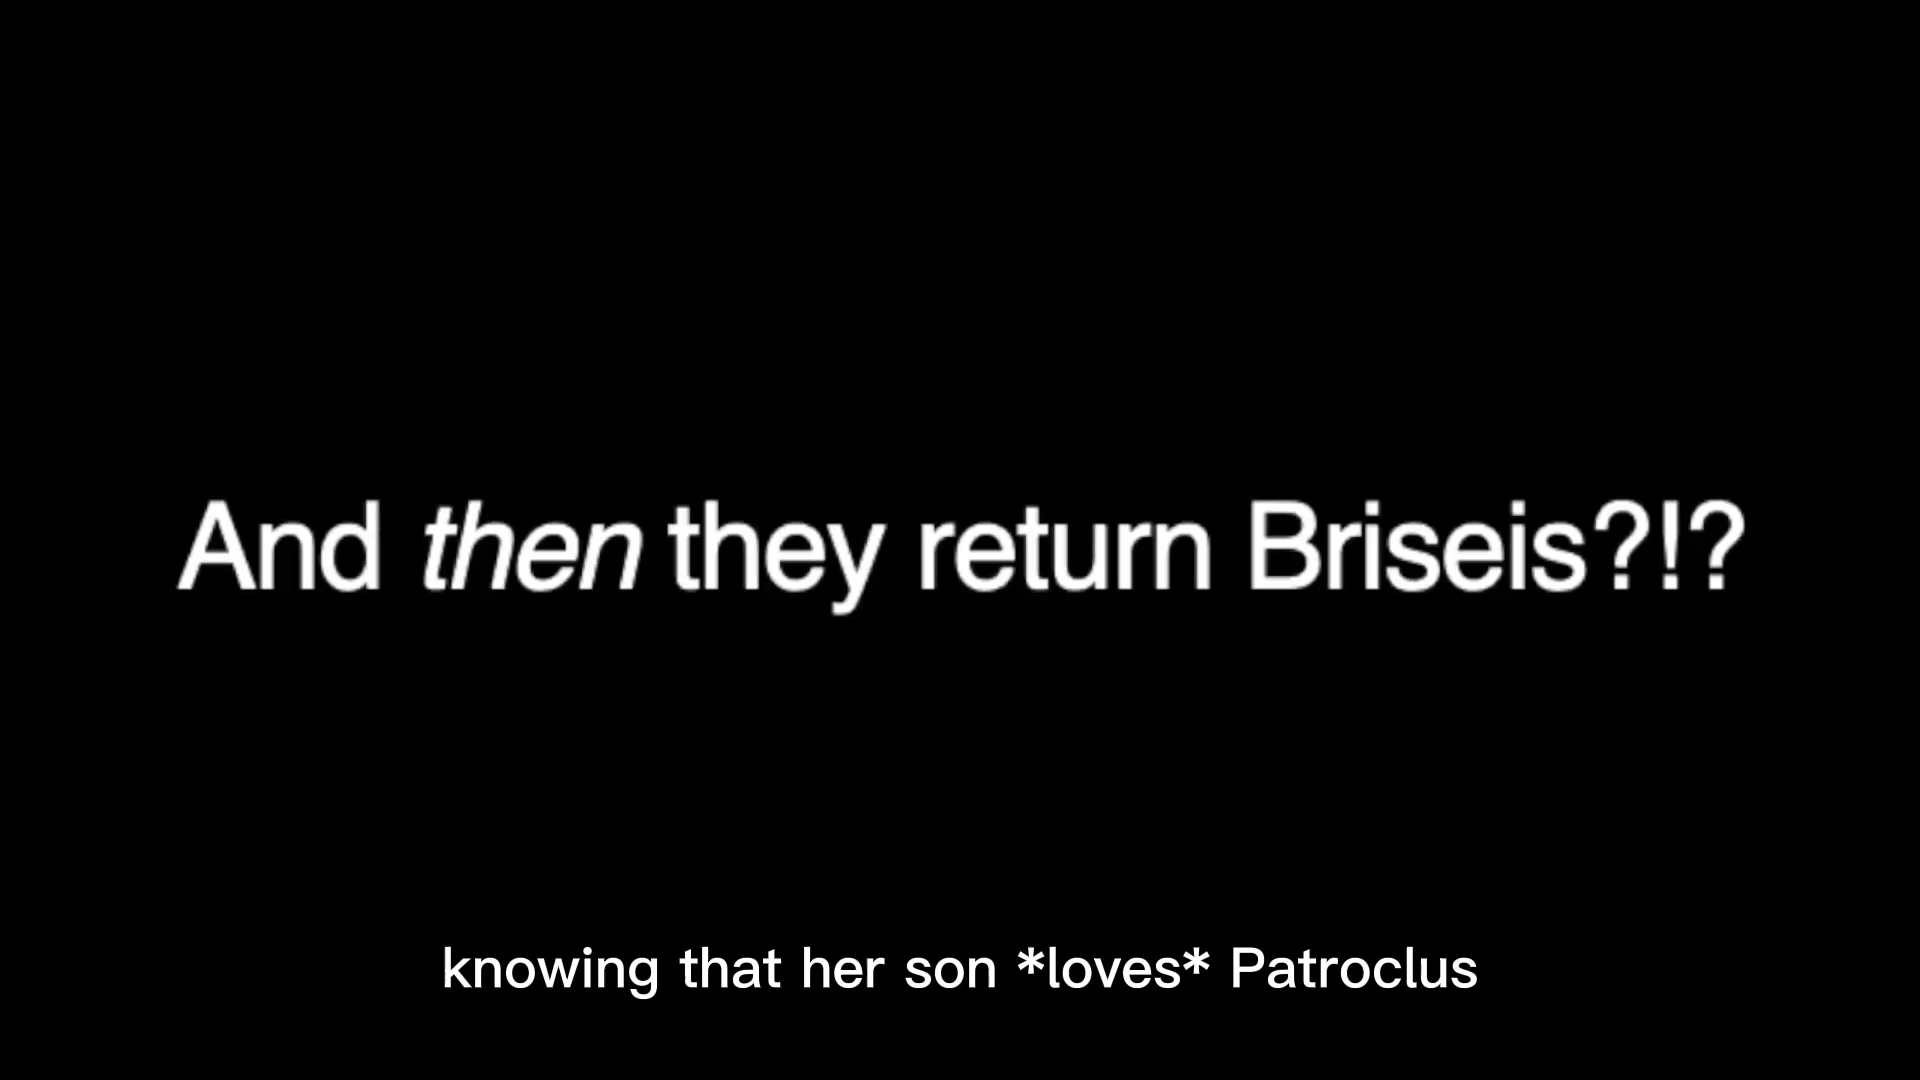 And then they return Briseis?!?
knowing that her son *loves* Patroclus